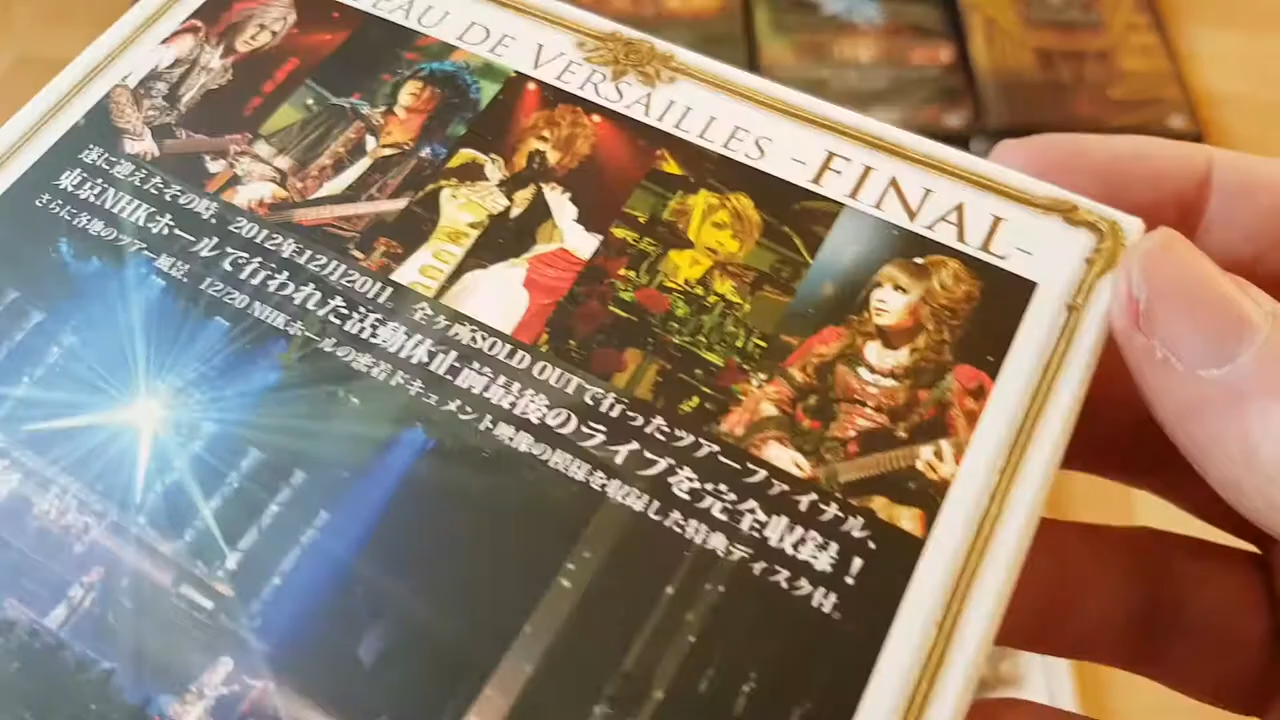 TEAU DE VERSAILLES -FINAL-
遂に迎えたその時、2012年12月20日。全ヶ所SOLD OUTで行ったツアーファイナル、
東京NHKホールで行われた活動休止前最後のライブを完全収録！
さらに各地のツアー風景、12/20 NHKホールの密着ドキュメント映像の模様を収録した特典ディスク付。